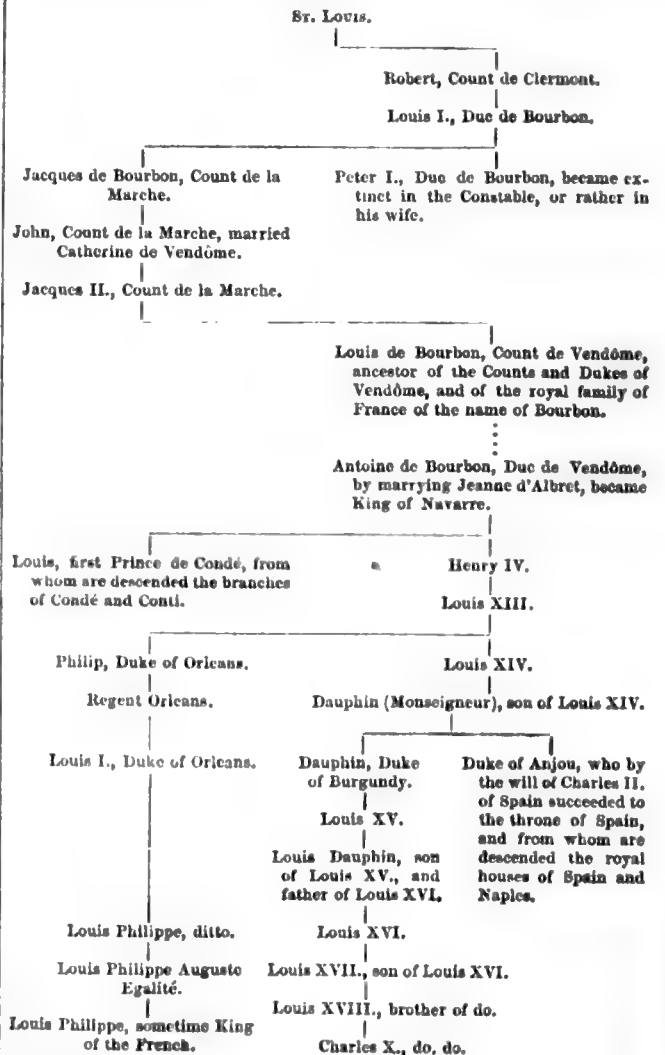 St. Louis.
Robert, Count de Clermont.
Louis I., Duc de Bourbon.
Jacques de Bourbon, Count de la
Marche.
Peter I., Duc de Bourbon, became ex-
tinct in the Constable, or rather in
his wife.
John, Count de la Marche, married
Catherine de Vendôme.
Jacques II., Count de la Marche.
Louis de Bourbon, Count de Vendôme,
ancestor of the Counts and Dukes of
Vendôme, and of the royal family of
France of the name of Bourbon.
Antoine de Bourbon, Duc de Vendôme,
by marrying Jeanne d'Albret, became
King of Navarre.
Louis, first Prince de Condé, from
whom are descended the branches
of Condé and Conti.
Henry IV.
Louis XIII.
Philip, Duke of Orleans.
Louis XIV.
Regent Orleans.
Dauphin (Monseigneur), son of Louis XIV.
Louis I., Duke of Orleans.
Dauphin, Duke
of Burgundy.
Louis XV.
Louis Dauphin, son
of Louis XV., and
father of Louis XVI.
Duke of Anjou, who by
the will of Charles II.
of Spain succeeded to
the throne of Spain,
and from whom are
descended the royal
houses of Spain and
Naples.
Louis Philippe, ditto.
Louis XVI.
Louis Philippe Auguste
Egalité.
Louis XVII., son of Louis XVI.
Louis XVIII., brother of do.
Louis Philippe, sometime King
of the French.
Charles X., do. do.